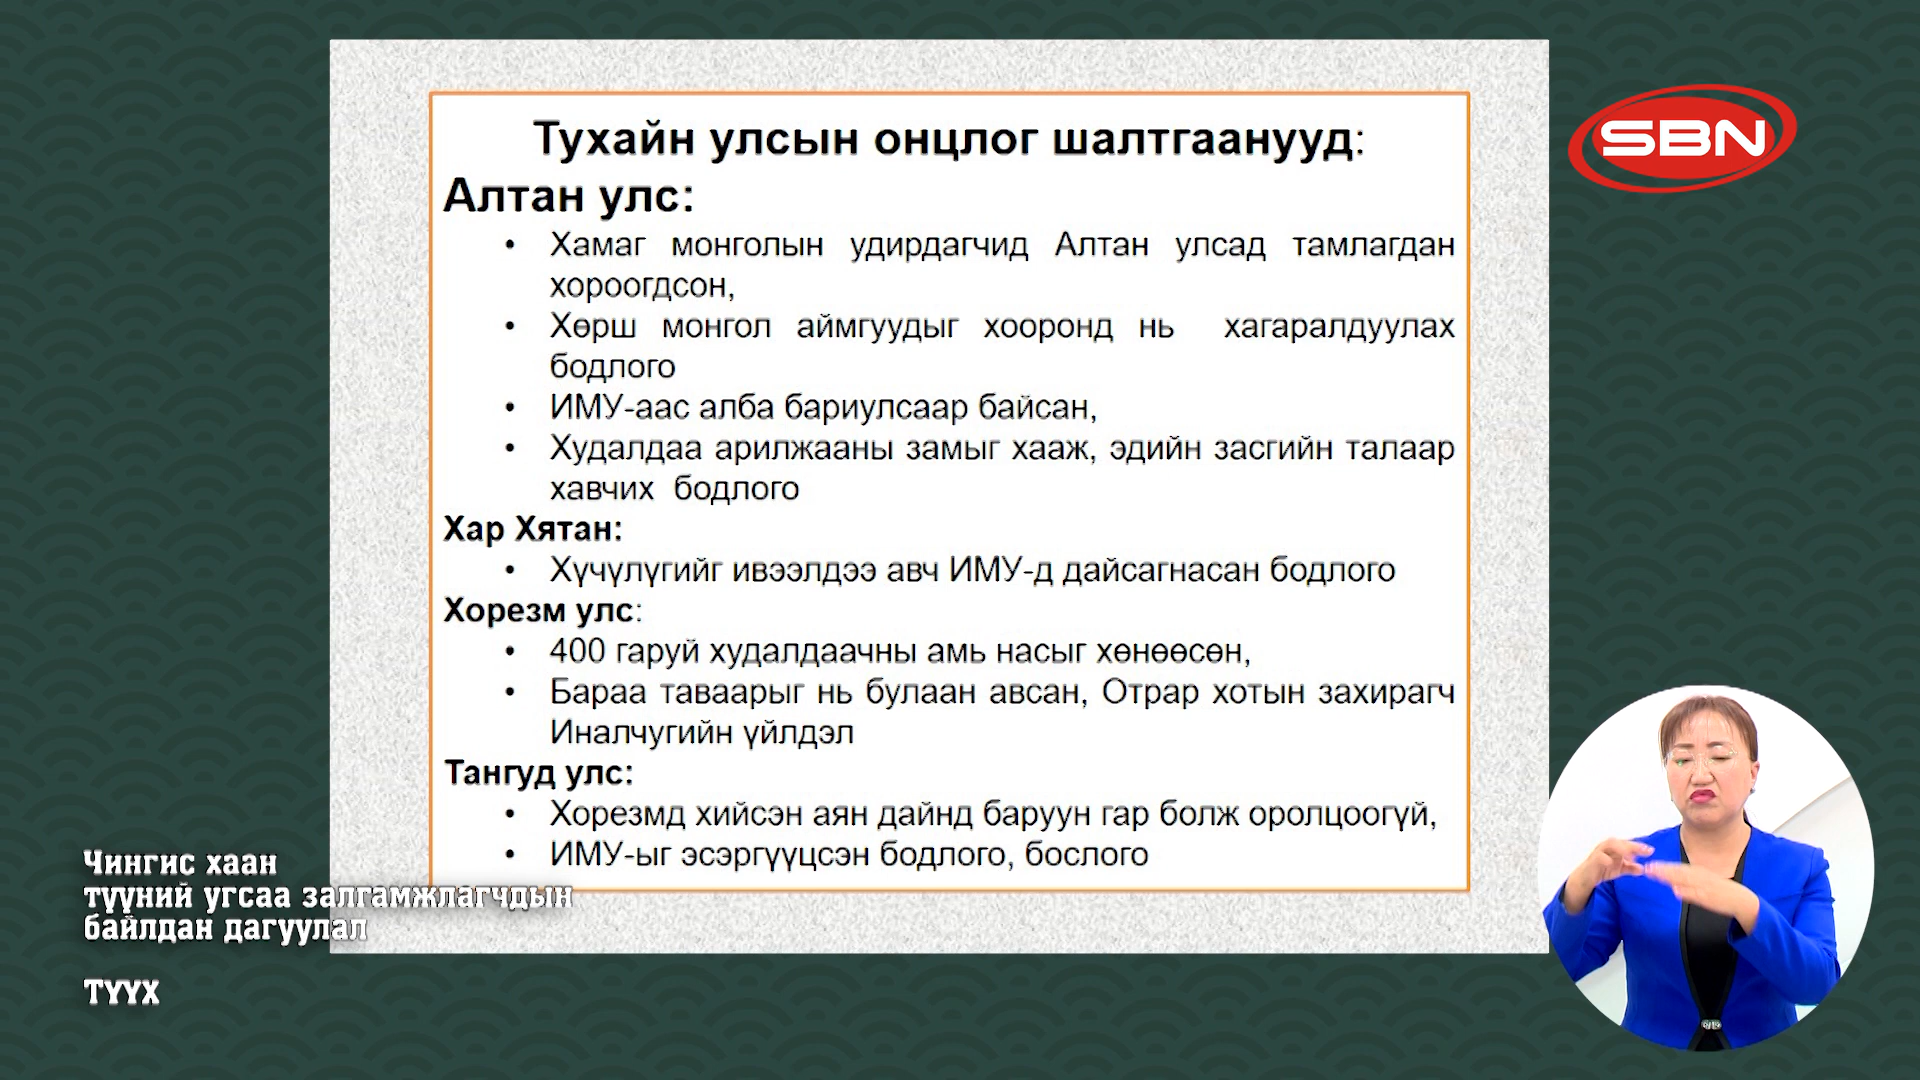 Тухайн улсын онцлог шалтгаанууд:
Алтан улс:
• Хамаг монголын удирдагчид Алтан улсад тамлагдан
хороогдсон,
• Хөрш монгол аймгуудыг хооронд нь хагаралдуулах
бодлого
• ИМУ-аас алба бариулсаар байсан,
• Худалдаа арилжааны замыг хааж, эдийн засгийн талаар
хавчих бодлого
Хар Хятан:
• Хүчүлүгийг ивээлдээ авч ИМУ-д дайсагнасан бодлого
Хорезм улс:
• 400 гаруй худалдаачны амь насыг хөнөөсөн,
• Бараа таваарыг нь булаан авсан, Отрар хотын захирагч
Иналчугийн үйлдэл
Тангуд улс:
• Хорезмд хийсэн аян дайнд баруун гар болж оролцоогүй,
• ИМУ-ыг эсэргүүцсэн бодлого, бослого
SBN
Чингис хаан
түүний угсаа залгамжлагчдын
байлдан дагуулал
ТҮҮХ